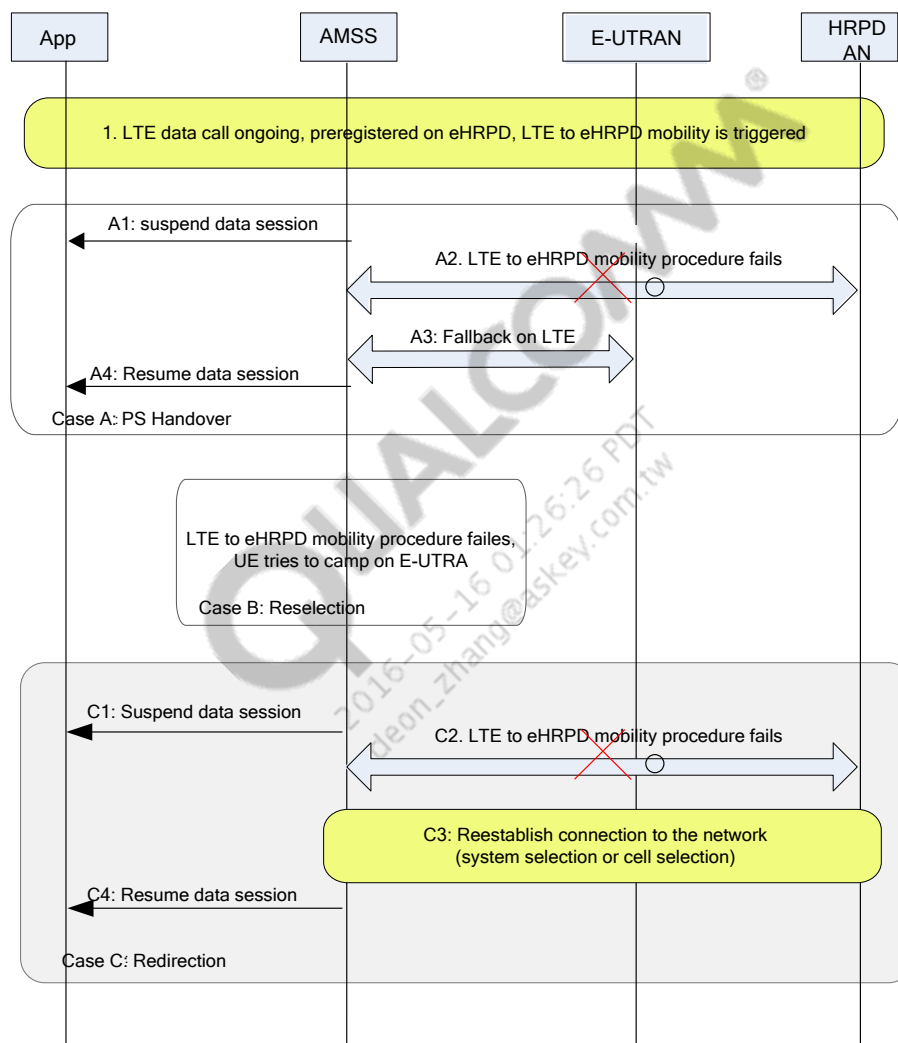 App
AMSS
E-UTRAN
HRPD
AN
1. LTE data call ongoing, preregistered on eHRPD, LTE to eHRPD mobility is triggered
A1: suspend data session
A2. LTE to eHRPD mobility procedure fails
A3: Fallback on LTE
A4: Resume data session
Case A: PS Handover
LTE to eHRPD mobility procedure failes,
UE tries to camp on E-UTRA
Case B: Reselection
C1: Suspend data session
C2. LTE to eHRPD mobility procedure fails
C3: Reestablish connection to the network
(system selection or cell selection)
C4: Resume data session
Case C: Redirection
QUALCOMM®
2016-05-16 01:26:26 PDT
deon_zhang@askey.com.tw